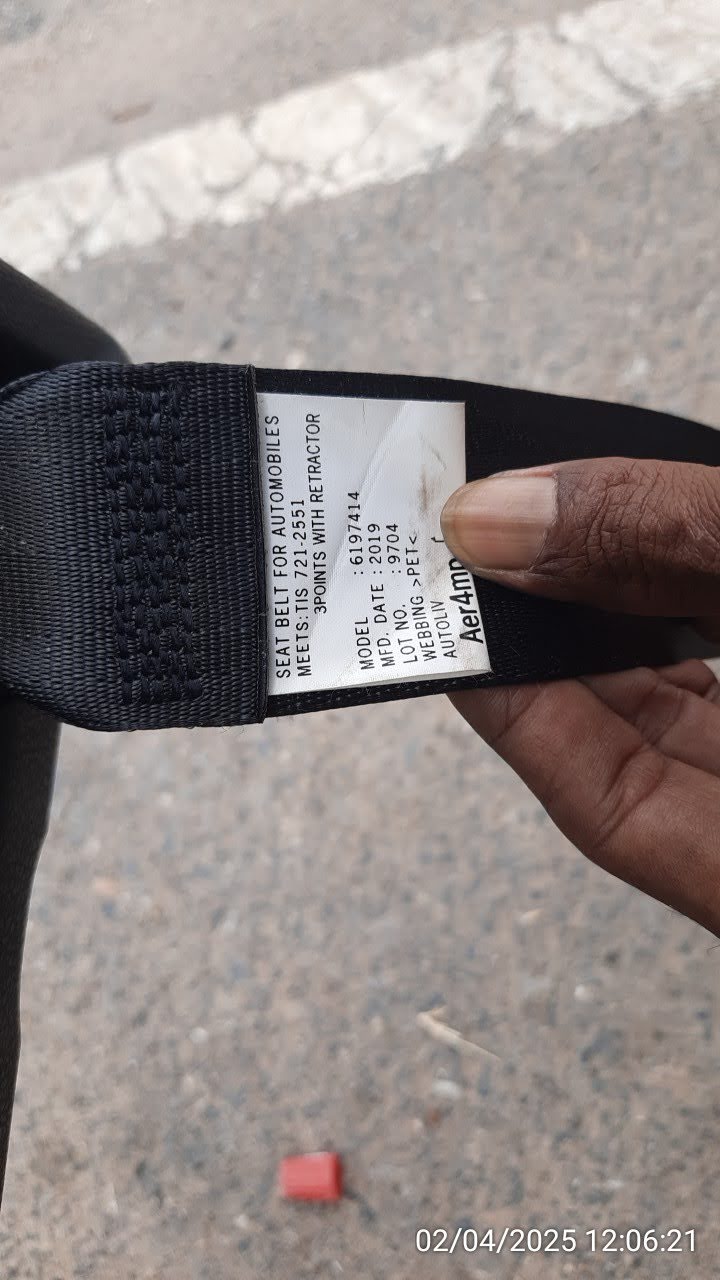 SEAT BELT FOR AUTOMOBILES
MEETS:TIS 721-2551
3POINTS WITH RETRACTOR
MODEL : 6197414
MFD. DATE : 2019
LOT NO. : 9704
WEBBING >PET<
AUTOLIV
02/04/2025 12:06:21